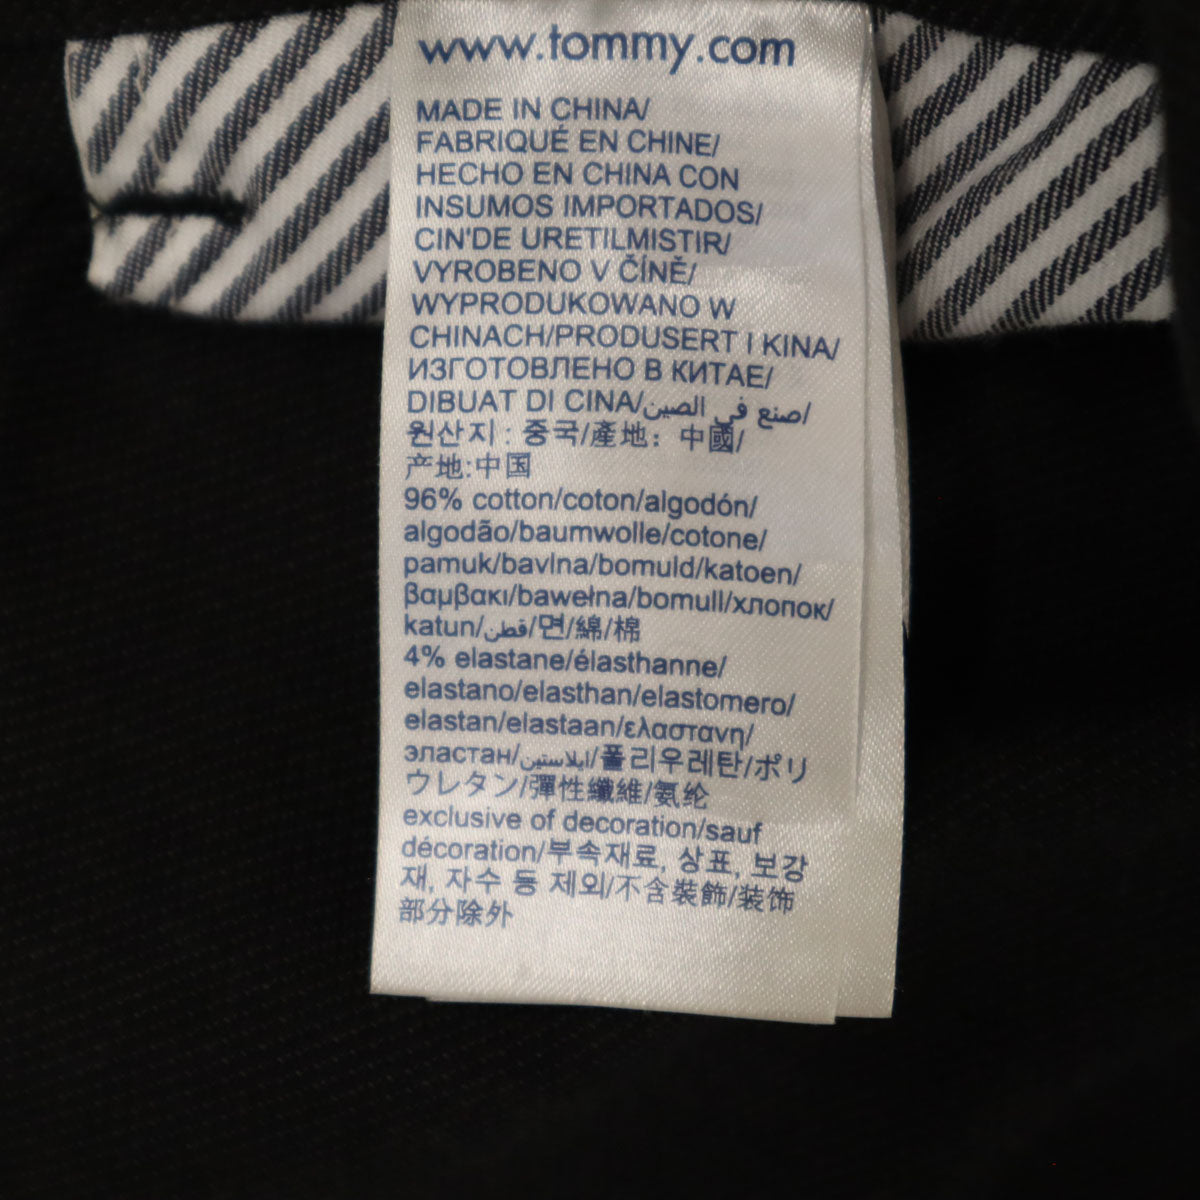 www.tommy.com
MADE IN CHINA/
FABRIQUÉ EN CHINE/
HECHO EN CHINA CON
INSUMOS IMPORTADOS/
CIN'DE URETILMISTIR/
VYROBENO V ČÍNĚ/
WYPRODUKOWANO W
CHINACH/PRODUSERT I KINA/
ИЗГОТОВЛЕНО В КИТАЕ/
DIBUAT DI CINA/صنع في الصين/
원산지 : 중국/產地：中國/
产地:中国
96% cotton/coton/algodón/
algodão/baumwolle/cotone/
pamuk/bavlna/bomuld/katoen/
βαμβακι/bawełna/bomull/хлопок/
katun/قطن/면/綿/棉
4% elastane/élasthanne/
elastano/elasthan/elastomero/
elastan/elastaan/ελαστανη/
эластан/ايلاستين/폴리우레탄/ポリ
ウレタン/彈性纖維/氨纶
exclusive of decoration/sauf
décoration/부속재료, 상표, 보강
재, 자수 등 제외/不含裝飾/装饰
部分除外